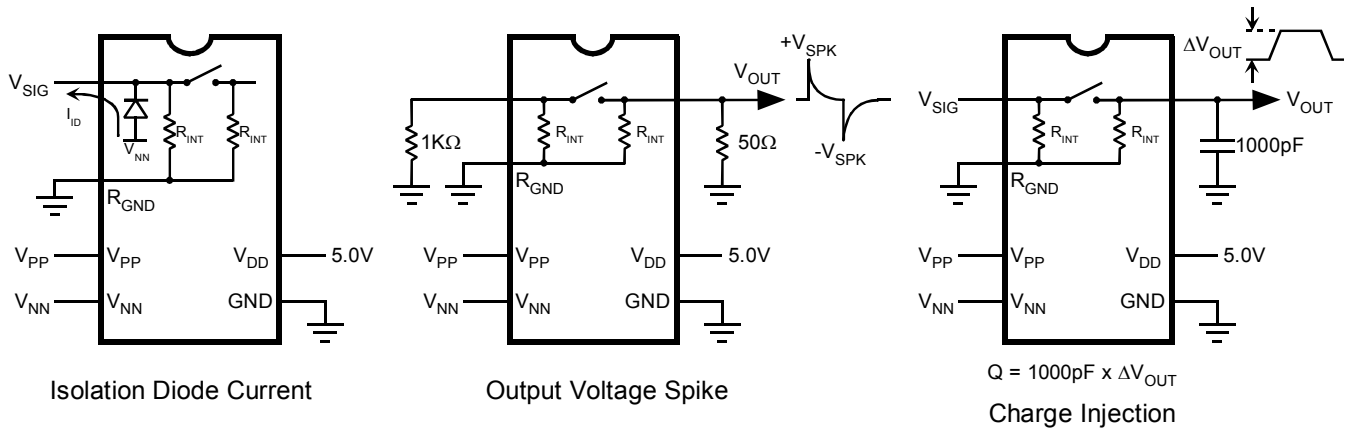 V_SIG
I_ID
V_NN
R_INT
R_INT
R_GND
V_PP
V_PP
V_DD
5.0V
V_NN
V_NN
GND
Isolation Diode Current
+V_SPK
V_OUT
-V_SPK
1KΩ
R_INT
R_INT
50Ω
R_GND
V_PP
V_PP
V_DD
5.0V
V_NN
V_NN
GND
Output Voltage Spike
ΔV_OUT
V_SIG
V_OUT
R_INT
R_INT
1000pF
R_GND
V_PP
V_PP
V_DD
5.0V
V_NN
V_NN
GND
Q = 1000pF x ΔV_OUT
Charge Injection